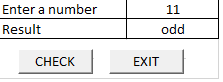 Enter a number 11
Result odd
CHECK EXIT